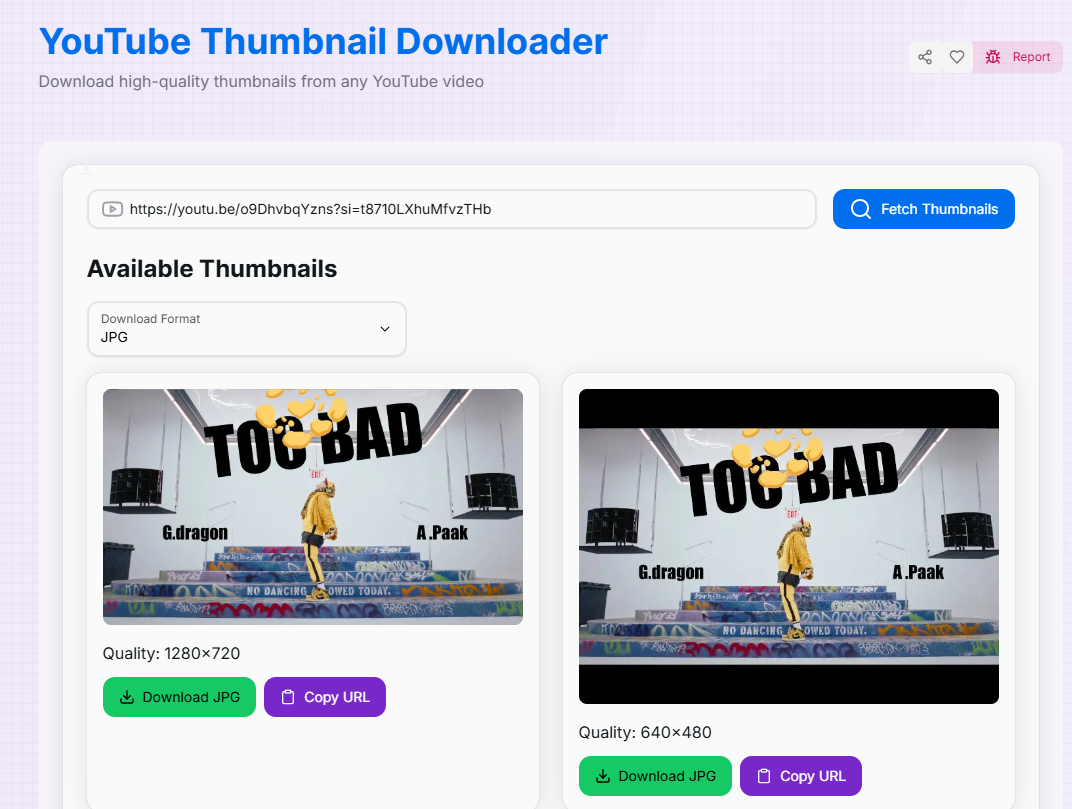 YouTube Thumbnail Downloader
Download high-quality thumbnails from any YouTube video
Report
https://youtu.be/o9DhvbqYzns?si=t8710LXhuMfvzTHb
Fetch Thumbnails
Available Thumbnails
Download Format
JPG
TOO BAD
EXIT
G.dragon
A .Paak
NO DANCING A OWED TODAY.
Quality: 1280×720
Download JPG
Copy URL
TOO BAD
EXIT
G.dragon
A .Paak
NO DANCING A OWED TODAY.
Quality: 640×480
Download JPG
Copy URL